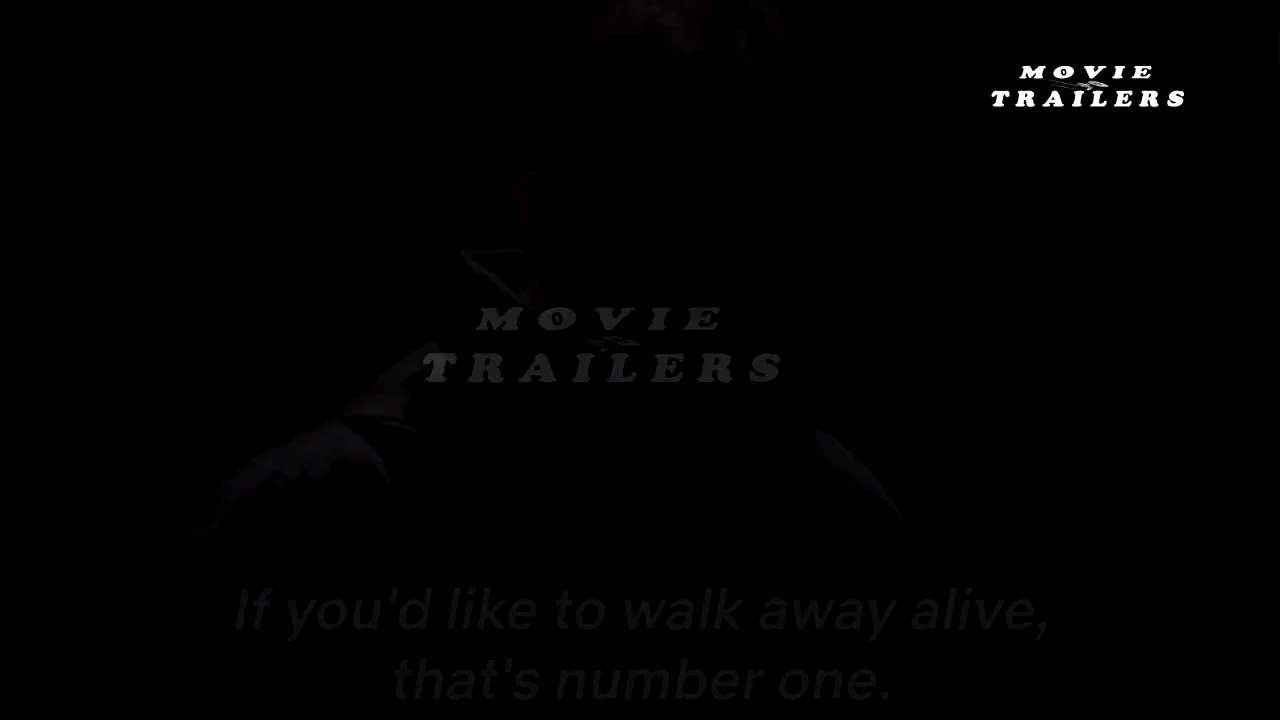 MOVIE
TRAILERS
MOVIE
TRAILERS
If you'd like to walk away alive,
that's number one.